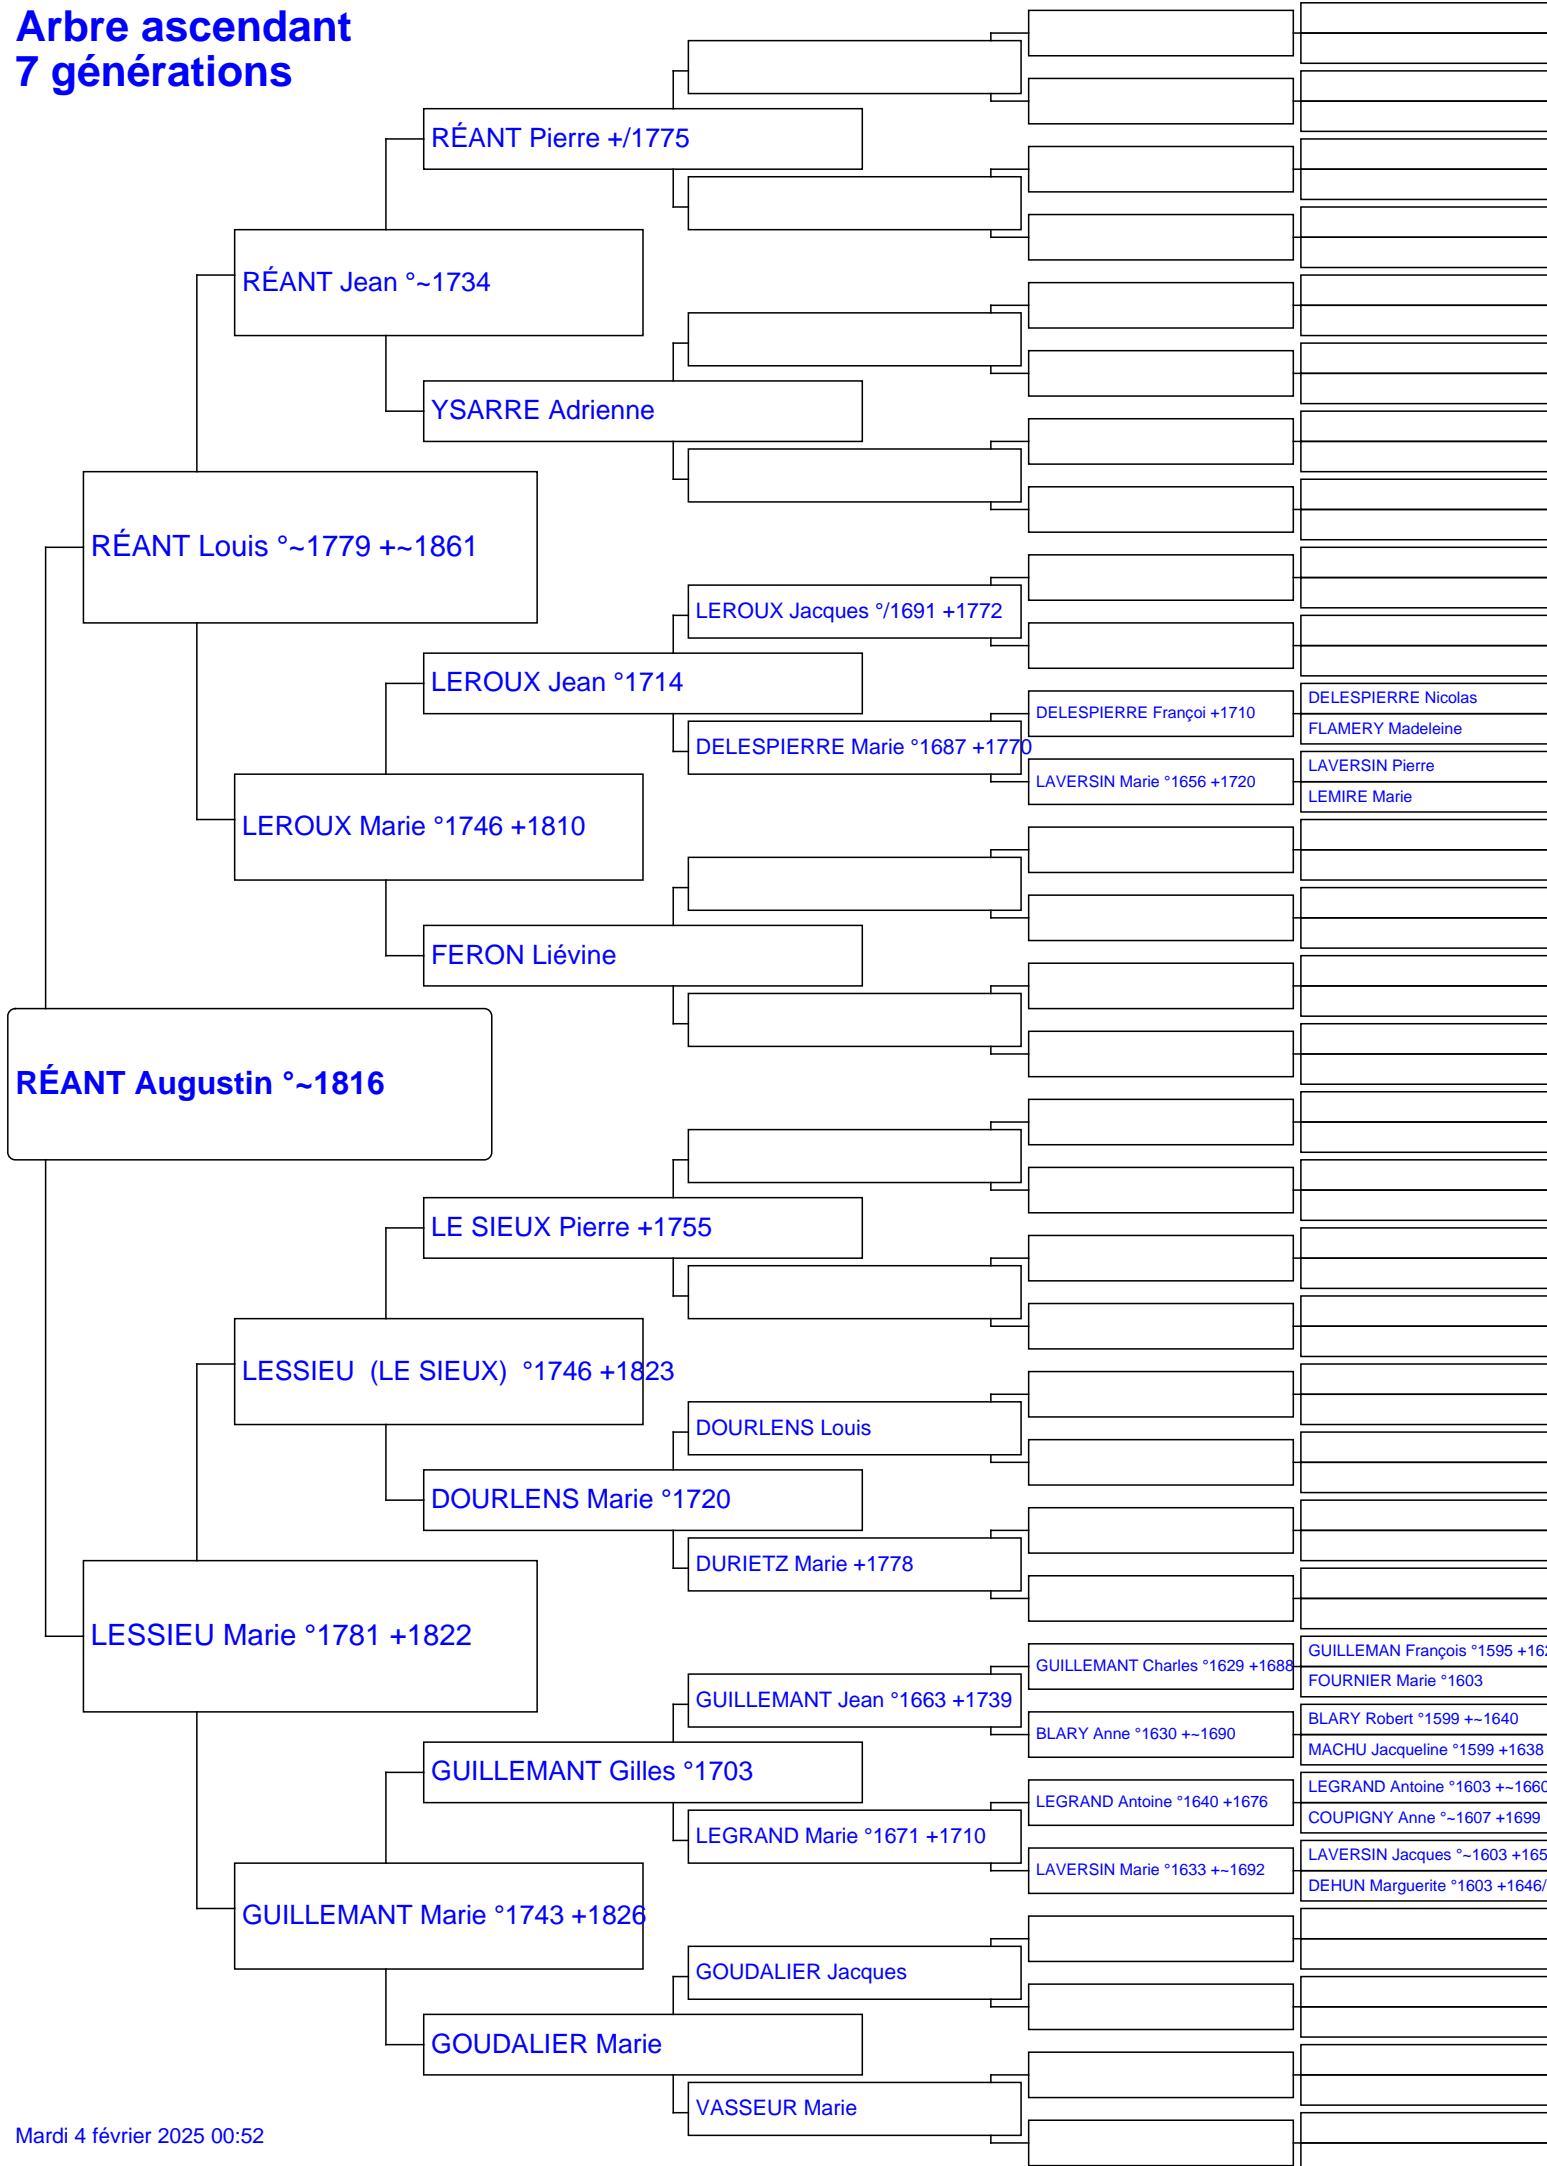 Arbre ascendant
7 générations
RÉANT Pierre +/1775
RÉANT Jean °~1734
YSARRE Adrienne
RÉANT Louis °~1779 +~1861
LEROUX Jacques °/1691 +1772
LEROUX Jean °1714
DELESPIERRE Nicolas
DELESPIERRE Françoi +1710
FLAMERY Madeleine
DELESPIERRE Marie °1687 +1770
LAVERSIN Pierre
LAVERSIN Marie °1656 +1720
LEMIRE Marie
LEROUX Marie °1746 +1810
FERON Liévine
RÉANT Augustin °~1816
LE SIEUX Pierre +1755
LESSIEU  (LE SIEUX)  °1746 +1823
DOURLENS Louis
DOURLENS Marie °1720
DURIETZ Marie +1778
LESSIEU Marie °1781 +1822
GUILLEMAN François °1595 +162
GUILLEMANT Charles °1629 +1688
FOURNIER Marie °1603
GUILLEMANT Jean °1663 +1739
BLARY Robert °1599 +~1640
BLARY Anne °1630 +~1690
MACHU Jacqueline °1599 +1638
GUILLEMANT Gilles °1703
LEGRAND Antoine °1603 +~1660
LEGRAND Antoine °1640 +1676
COUPIGNY Anne °~1607 +1699
LEGRAND Marie °1671 +1710
LAVERSIN Jacques °~1603 +165
LAVERSIN Marie °1633 +~1692
DEHUN Marguerite °1603 +1646/
GUILLEMANT Marie °1743 +1826
GOUDALIER Jacques
GOUDALIER Marie
VASSEUR Marie
Mardi 4 février 2025 00:52